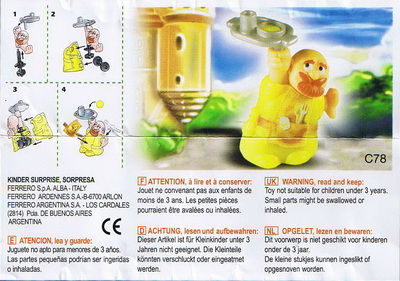 1
2
3
4
C78
KINDER SURPRISE, SORPRESA
FERRERO S.p.A. ALBA - ITALY
FERRERO ARDENNES S.A.-B-6700 ARLON
FERRERO ARGENTINA S.A. - LOS CARDALES
(2814) Pcia. DE BUENOS AIRES
ARGENTINA
CE
E ATENCION, lea y guarde:
Juguete no apto para menores de 3 años.
Las partes pequeñas podrían ser ingeridas
o inhaladas.
F ATTENTION, à lire et à conserver:
Jouet ne convenant pas aux enfants de
moins de 3 ans. Les petites pièces
pourraient être avalées ou inhalées.
D ACHTUNG, lesen und aufbewahren:
Dieser Artikel ist für Kleinkinder unter 3
Jahren nicht geeignet. Die Kleinteile
könnten verschluckt oder eingeatmet
werden.
UK WARNING, read and keep:
Toy not suitable for children under 3 years.
Small parts might be swallowed or
inhaled.
NL OPGELET, lezen en bewaren:
Dit voorwerp is niet geschikt voor kinderen
onder de 3 jaar.
De kleine stukjes kunnen ingeslikt of
opgesnoven worden.